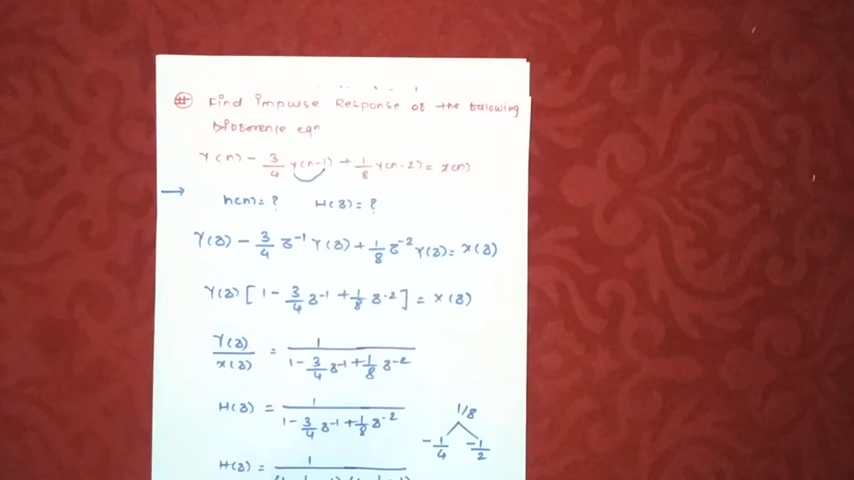 # Find impulse Response of the following
Difference eqn
y(n) - 3/4 y(n-1) + 1/8 y(n-2) = x(n)
→
h(n) = ? H(z) = ?
Y(z) - 3/4 z⁻¹ Y(z) + 1/8 z⁻² Y(z) = X(z)
Y(z) [ 1 - 3/4 z⁻¹ + 1/8 z⁻² ] = X(z)
Y(z)/X(z) = 1/(1 - 3/4 z⁻¹ + 1/8 z⁻²)
H(z) = 1/(1 - 3/4 z⁻¹ + 1/8 z⁻²)
1/8
-1/4 -1/2
H(z) = 1